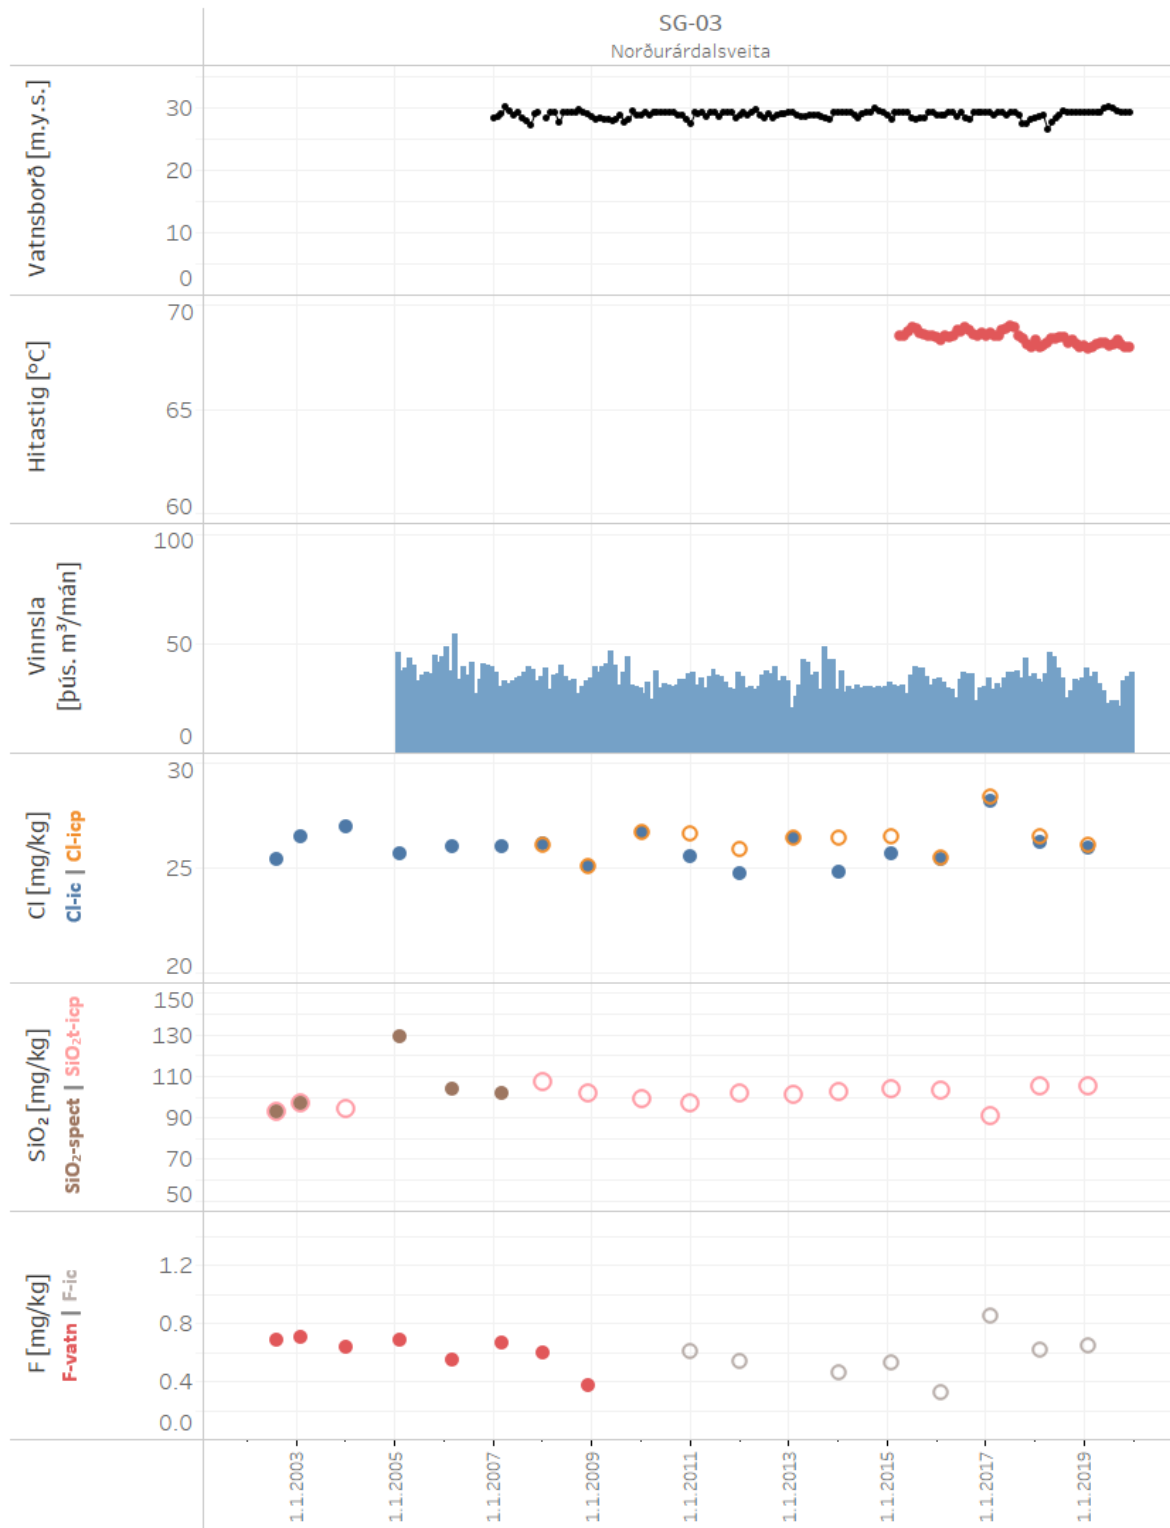 SG-03
Norðurárdalsveita
Vatnsborð [m.y.s.]
30
20
10
0
Hitastig [ºC]
70
65
60
Vinnsla
[þús. m³/mán]
100
50
0
Cl [mg/kg]
Cl-ic | Cl-icp
30
25
20
SiO₂ [mg/kg]
SiO₂-spect | SiO₂t-icp
150
130
110
90
70
50
F [mg/kg]
F-vatn | F-ic
1.2
0.8
0.4
0.0
1.1.2003
1.1.2005
1.1.2007
1.1.2009
1.1.2011
1.1.2013
1.1.2015
1.1.2017
1.1.2019